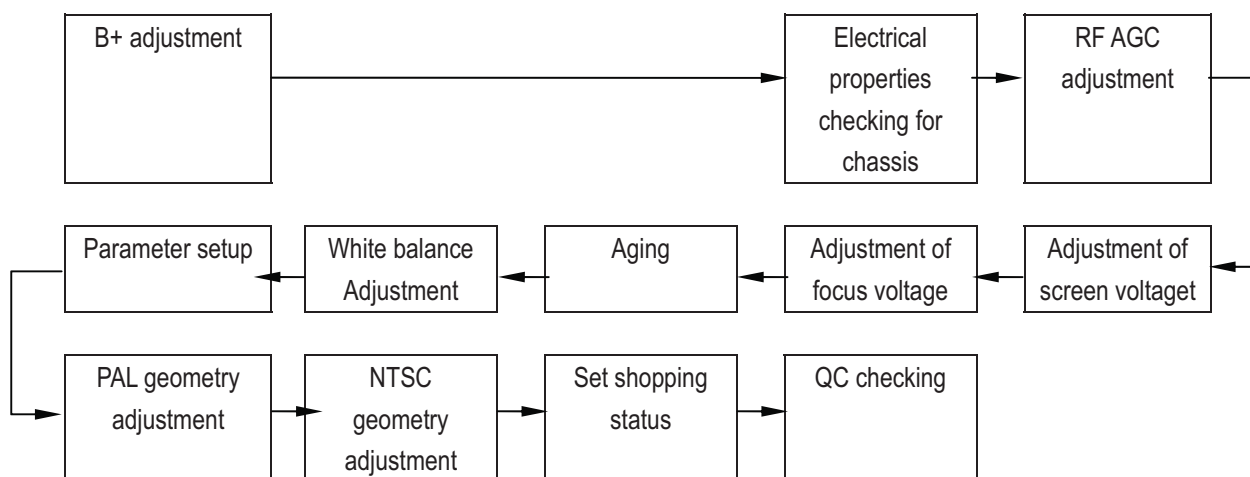 B+ adjustment
Electrical
properties
checking for
chassis
RF AGC
adjustment
Parameter setup
White balance
Adjustment
Aging
Adjustment of
focus voltage
Adjustment of
screen voltaget
PAL geometry
adjustment
NTSC
geometry
adjustment
Set shopping
status
QC checking